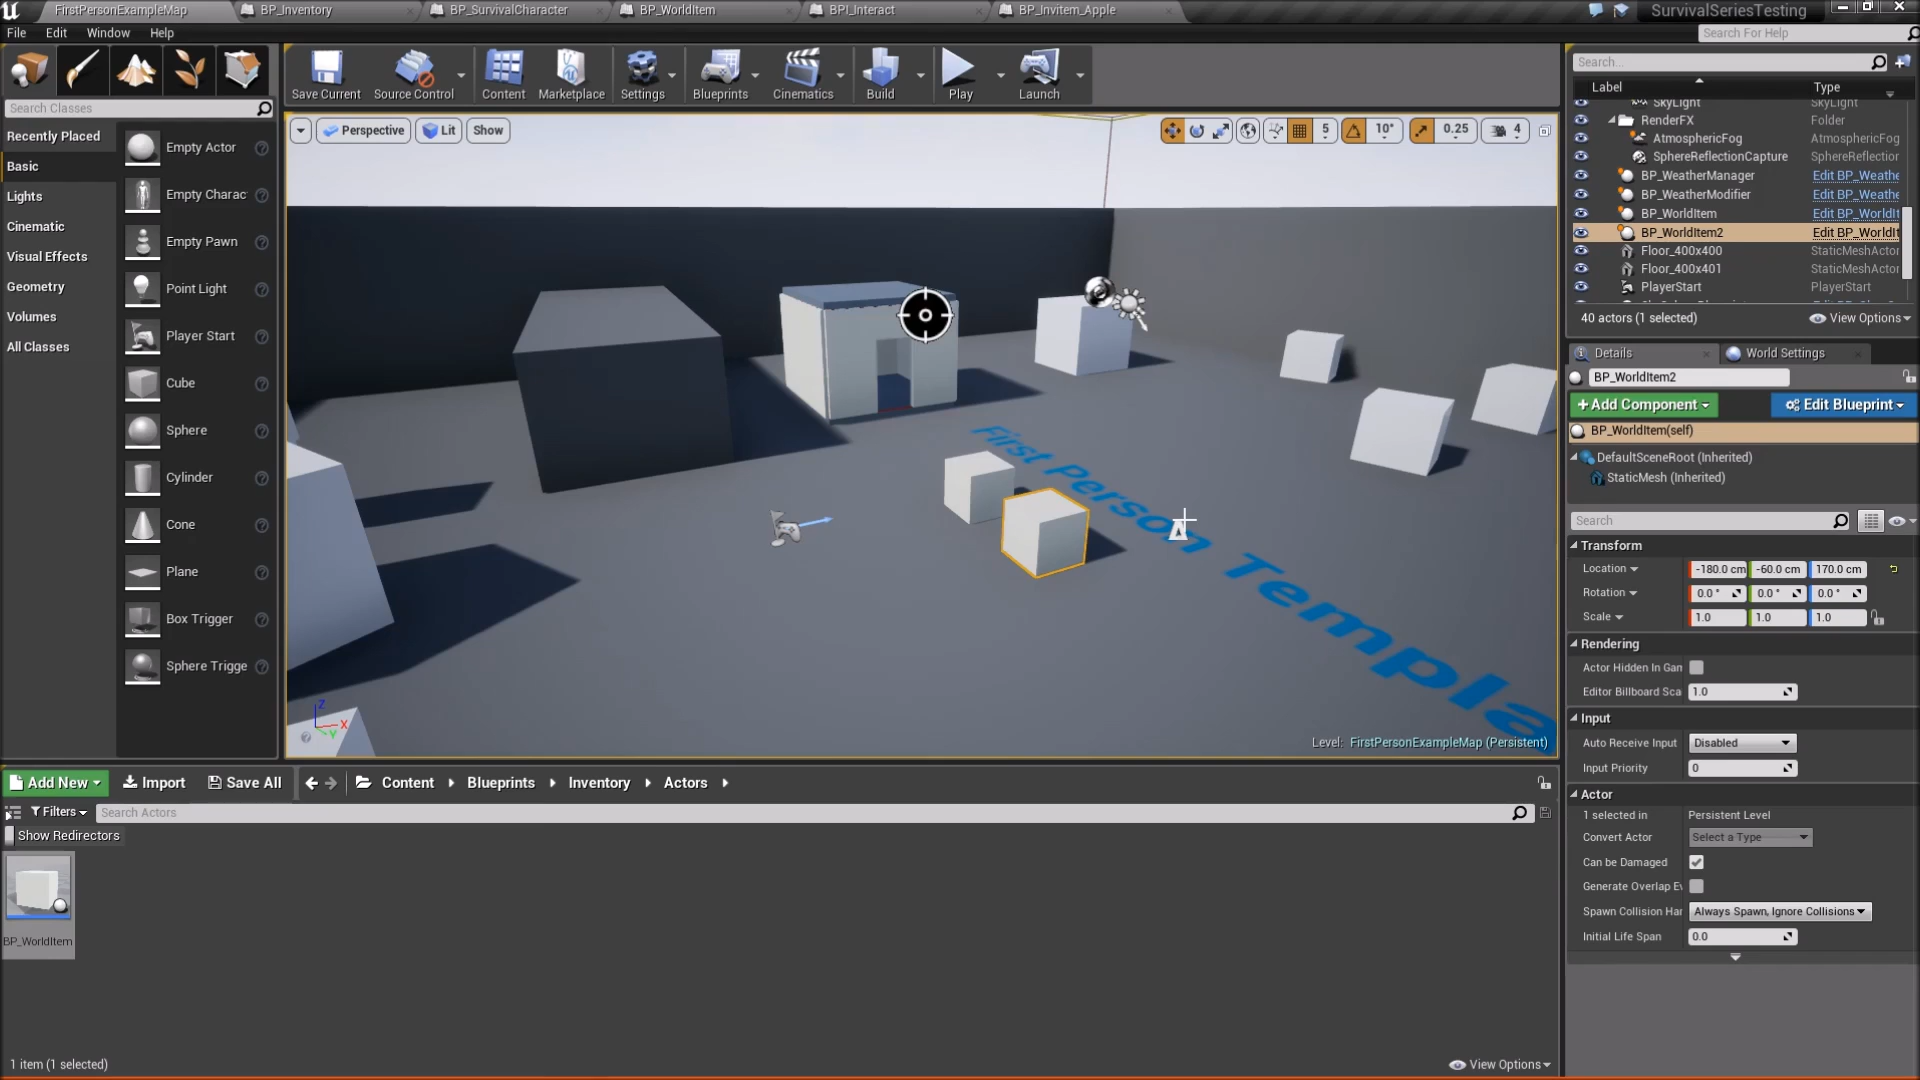 FirstPersonExampleMap
BP_Inventory
BP_SurvivalCharacter
BP_WorldItem
BPI_Interact
BP_Invitem_Apple
SurvivalSeriesTesting
File
Edit
Window
Help
Search For Help
Save Current
Source Control
Content
Marketplace
Settings
Blueprints
Cinematics
Build
Play
Launch
Search Classes
Recently Placed
Basic
Lights
Cinematic
Visual Effects
Geometry
Volumes
All Classes
Empty Actor
Empty Charac
Empty Pawn
Point Light
Player Start
Cube
Sphere
Cylinder
Cone
Plane
Box Trigger
Sphere Trigge
Perspective
Lit
Show
5
10°
0.25
4
First Person Templa
Z
X
Y
Level: FirstPersonExampleMap (Persistent)
Search...
Label
Type
SkyLight
SkyLight
RenderFX
Folder
AtmosphericFog
AtmosphericFog
SphereReflectionCapture
SphereReflection
BP_WeatherManager
Edit BP_Weathe
BP_WeatherModifier
Edit BP_Weathe
BP_WorldItem
Edit BP_WorldIt
BP_WorldItem2
Edit BP_WorldIt
Floor_400x400
StaticMeshActor
Floor_400x401
StaticMeshActor
PlayerStart
PlayerStart
40 actors (1 selected)
View Options
Details
World Settings
BP_WorldItem2
+ Add Component
Edit Blueprint
BP_WorldItem(self)
DefaultSceneRoot (Inherited)
StaticMesh (Inherited)
Search
Transform
Location
-180.0 cm
-60.0 cm
170.0 cm
Rotation
0.0 °
0.0 °
0.0 °
Scale
1.0
1.0
1.0
Rendering
Actor Hidden In Gam
Editor Billboard Sca
1.0
Input
Auto Receive Input
Disabled
Input Priority
0
Actor
1 selected in
Persistent Level
Convert Actor
Select a Type
Can be Damaged
Generate Overlap Ev
Spawn Collision Han
Always Spawn, Ignore Collisions
Initial Life Span
0.0
Add New
Import
Save All
Content
Blueprints
Inventory
Actors
Filters
Search Actors
Show Redirectors
BP_WorldItem
1 item (1 selected)
View Options